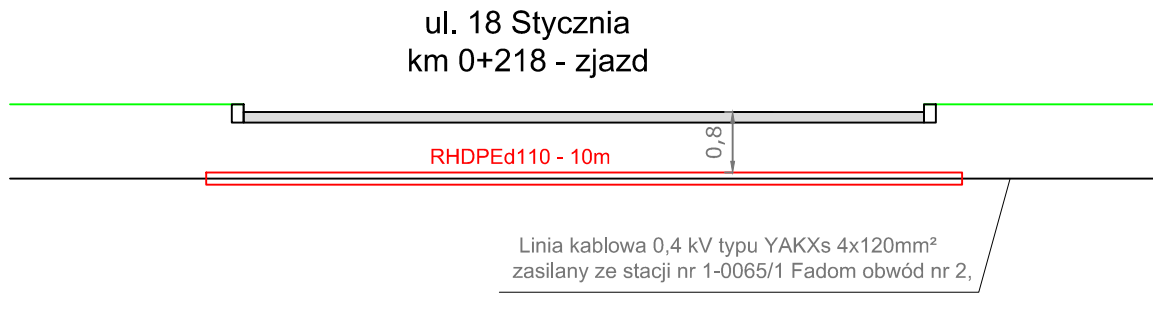 ul. 18 Stycznia
km 0+218 - zjazd
0,8
RHDPEd110 - 10m
Linia kablowa 0,4 kV typu YAKXs 4x120mm²
zasilany ze stacji nr 1-0065/1 Fadom obwód nr 2,